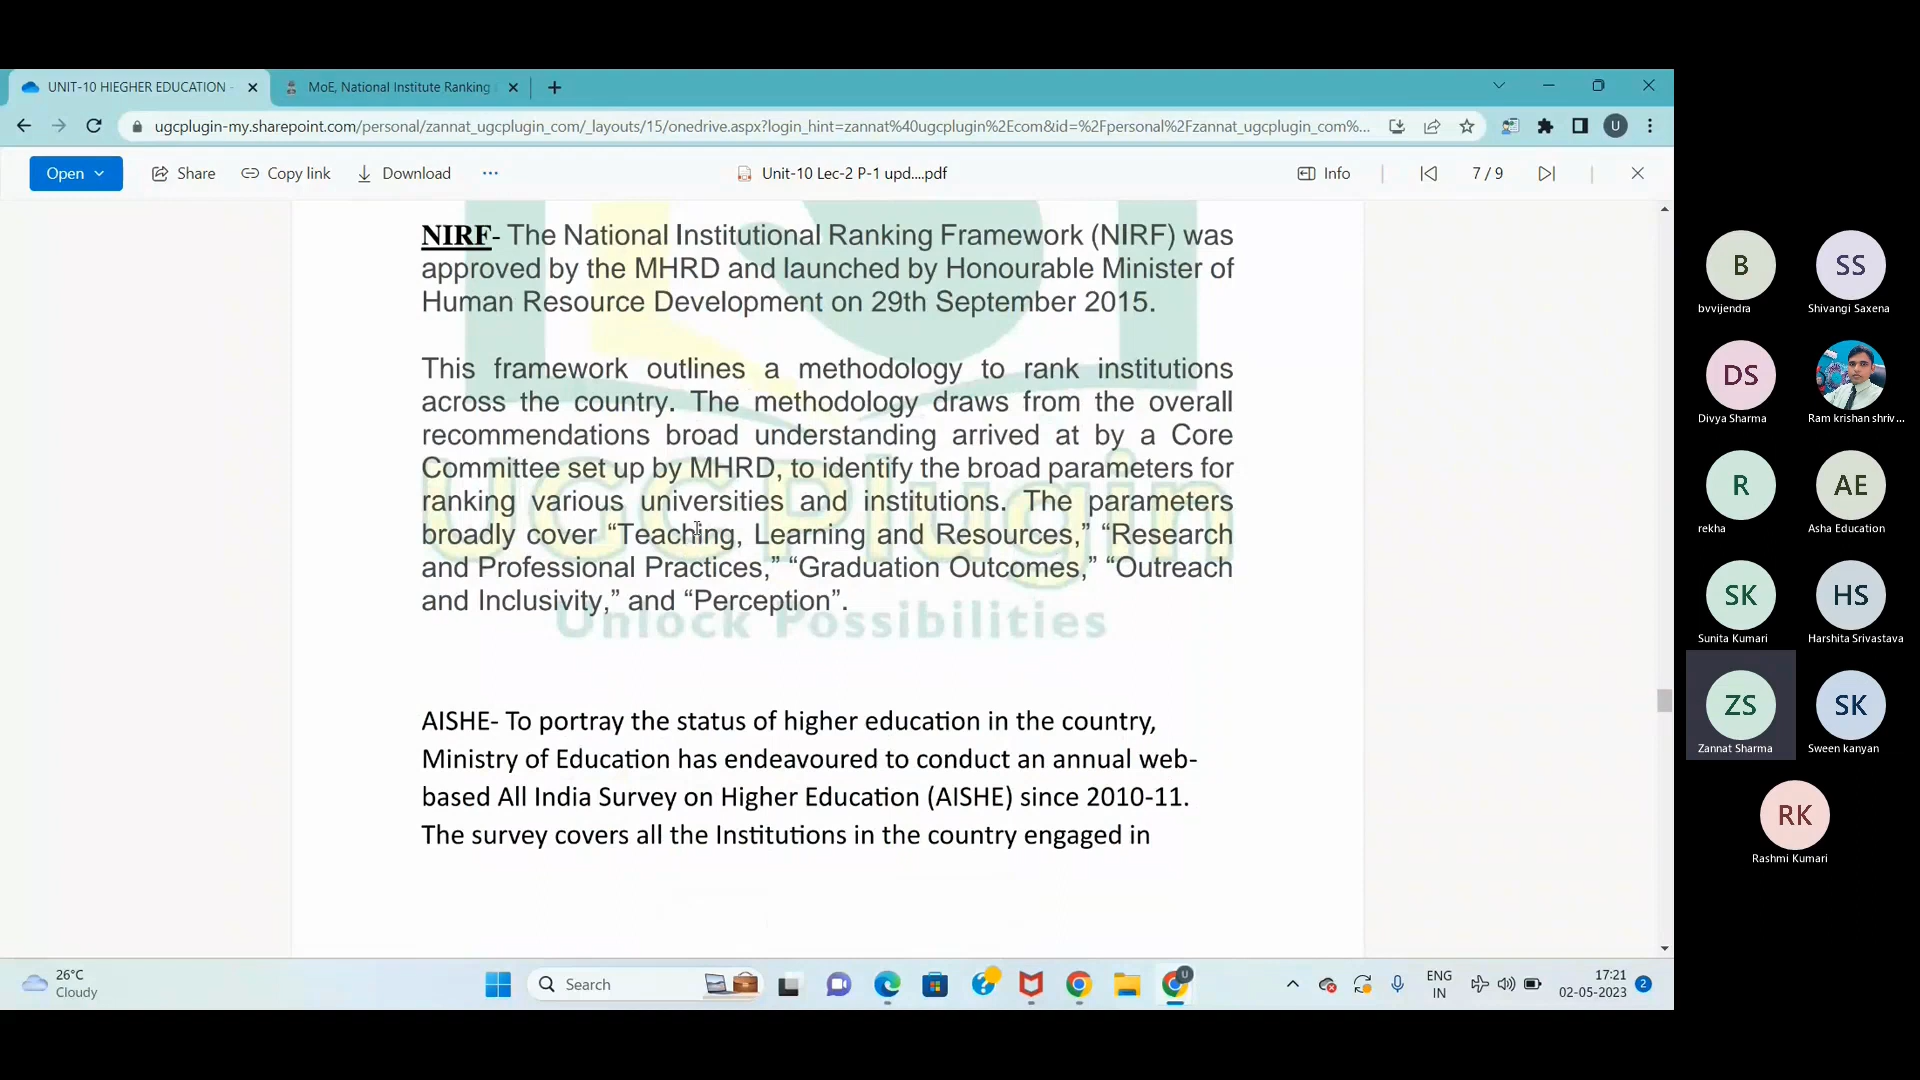 UNIT-10 HIEGHER EDUCATION -
MoE, National Institute Ranking
ugcplugin-my.sharepoint.com/personal/zannat_ugcplugin_com/_layouts/15/onedrive.aspx?login_hint=zannat%40ugcplugin%2Ecom&id=%2Fpersonal%2Fzannat_ugcplugin_com%...
U
Open
Share
Copy link
Download
...
Unit-10 Lec-2 P-1 upd....pdf
Info
7 / 9
NIRF- The National Institutional Ranking Framework (NIRF) was
approved by the MHRD and launched by Honourable Minister of
Human Resource Development on 29th September 2015.
This framework outlines a methodology to rank institutions
across the country. The methodology draws from the overall
recommendations broad understanding arrived at by a Core
Committee set up by MHRD, to identify the broad parameters for
ranking various universities and institutions. The parameters
broadly cover “Teaching, Learning and Resources,” “Research
and Professional Practices,” “Graduation Outcomes,” “Outreach
and Inclusivity,” and “Perception”.
UGCPlugin
Unlock Possibilities
AISHE- To portray the status of higher education in the country,
Ministry of Education has endeavoured to conduct an annual web-
based All India Survey on Higher Education (AISHE) since 2010-11.
The survey covers all the Institutions in the country engaged in
B
bvvijendra
SS
Shivangi Saxena
DS
Divya Sharma
Ram krishan shriv...
R
rekha
AE
Asha Education
SK
Sunita Kumari
HS
Harshita Srivastava
ZS
Zannat Sharma
SK
Sween kanyan
RK
Rashmi Kumari
26°C
Cloudy
Search
U
ENG
IN
17:21
02-05-2023
2